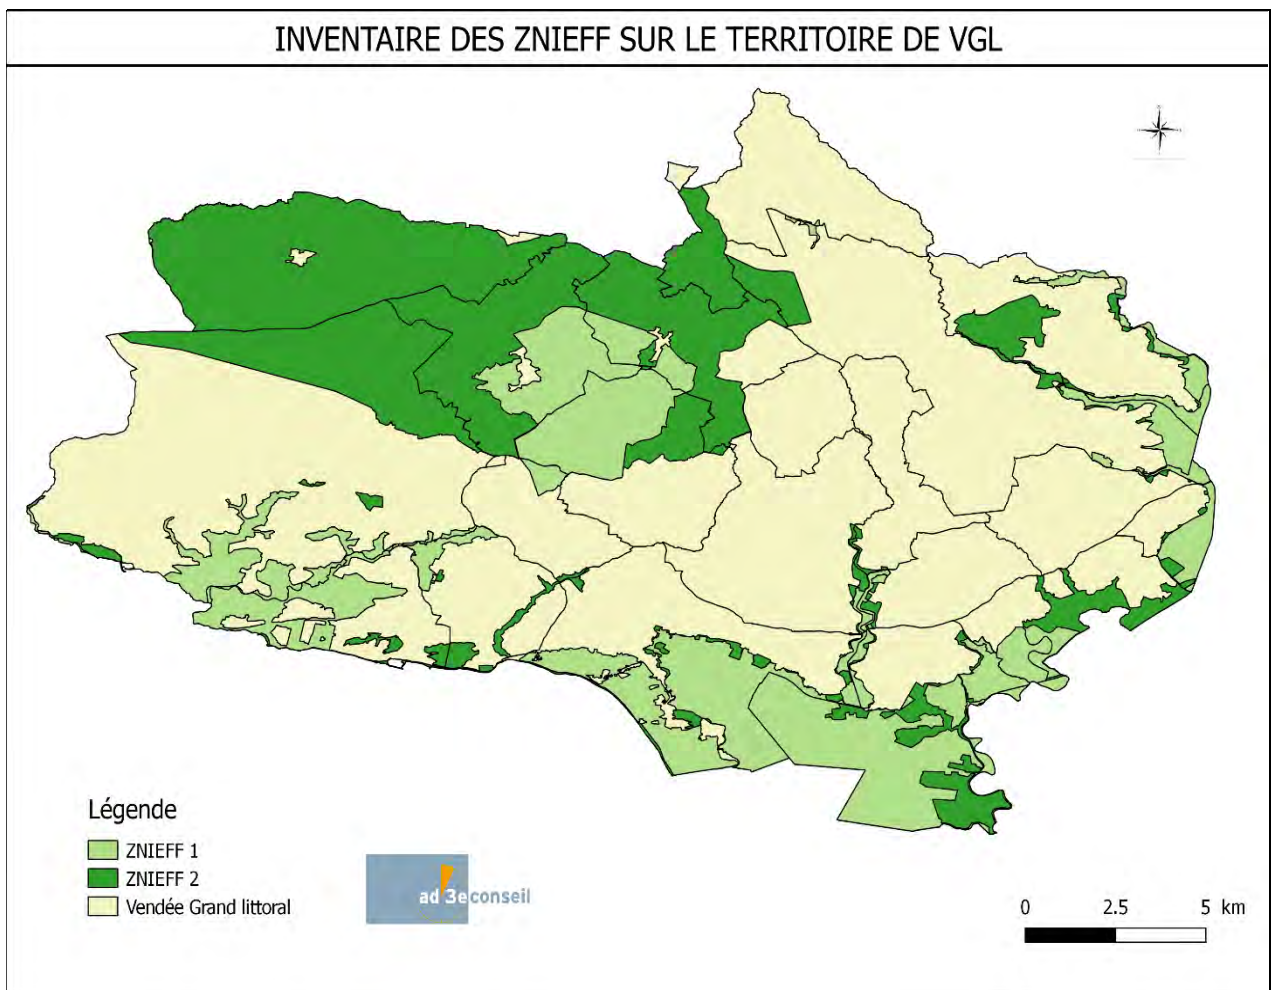 INVENTAIRE DES ZNIEFF SUR LE TERRITOIRE DE VGL
Légende
ZNIEFF 1
ZNIEFF 2
Vendée Grand littoral
ad 3e conseil
0 2.5 5 km